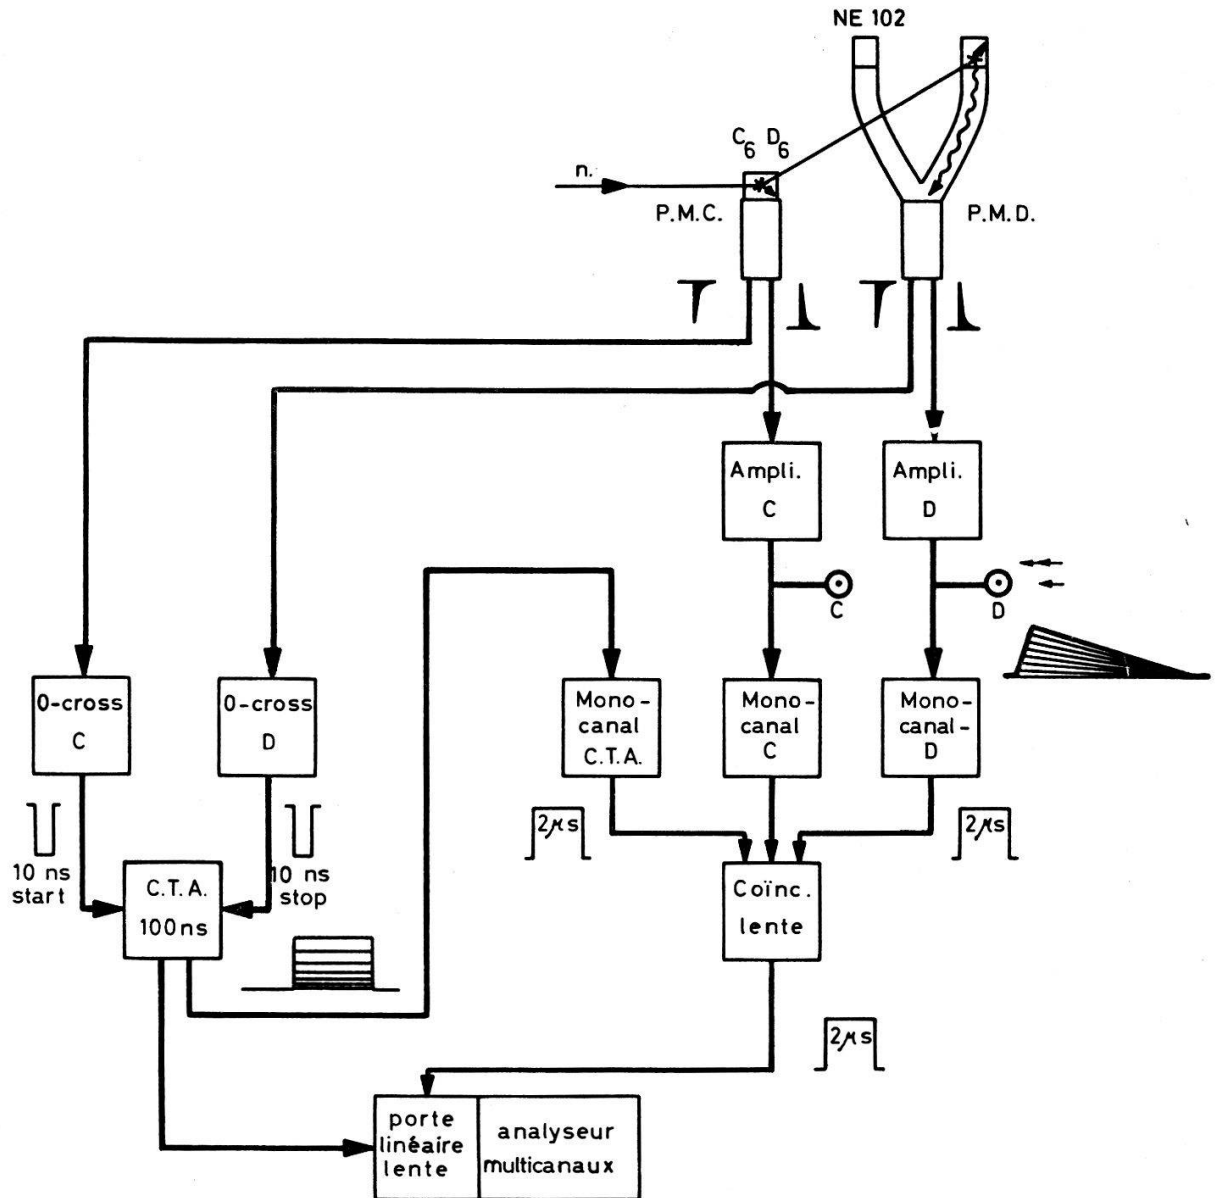 NE 102
C6 D6
n.
P.M.C.
P.M.D.
Ampli.
C
Ampli.
D
C
D
0-cross
C
0-cross
D
Mono-
canal
C.T.A.
Mono-
canal
C
Mono-
canal-
D
10 ns
start
10 ns
stop
2μs
2μs
C.T.A.
100ns
Coïnc.
lente
2μs
porte
linéaire
lente
analyseur
multicanaux